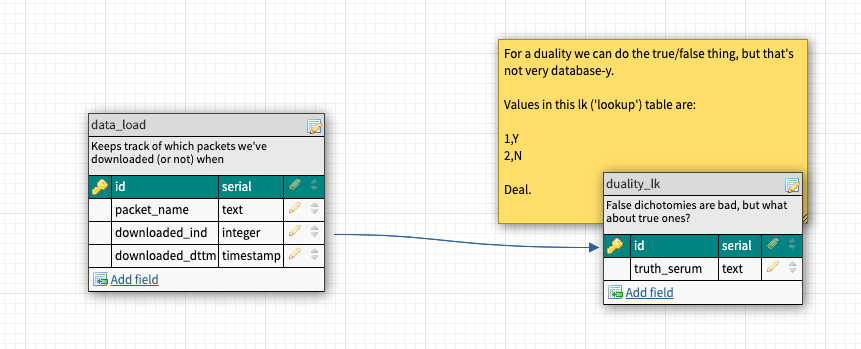 For a duality we can do the true/false thing, but that's
not very database-y.
Values in this lk ('lookup') table are:
1,Y
2,N
Deal.
data_load
Keeps track of which packets we've
downloaded (or not) when
id serial
packet_name text
downloaded_ind integer
downloaded_dttm timestamp
Add field
duality_lk
False dichotomies are bad, but what
about true ones?
id serial
truth_serum text
Add field